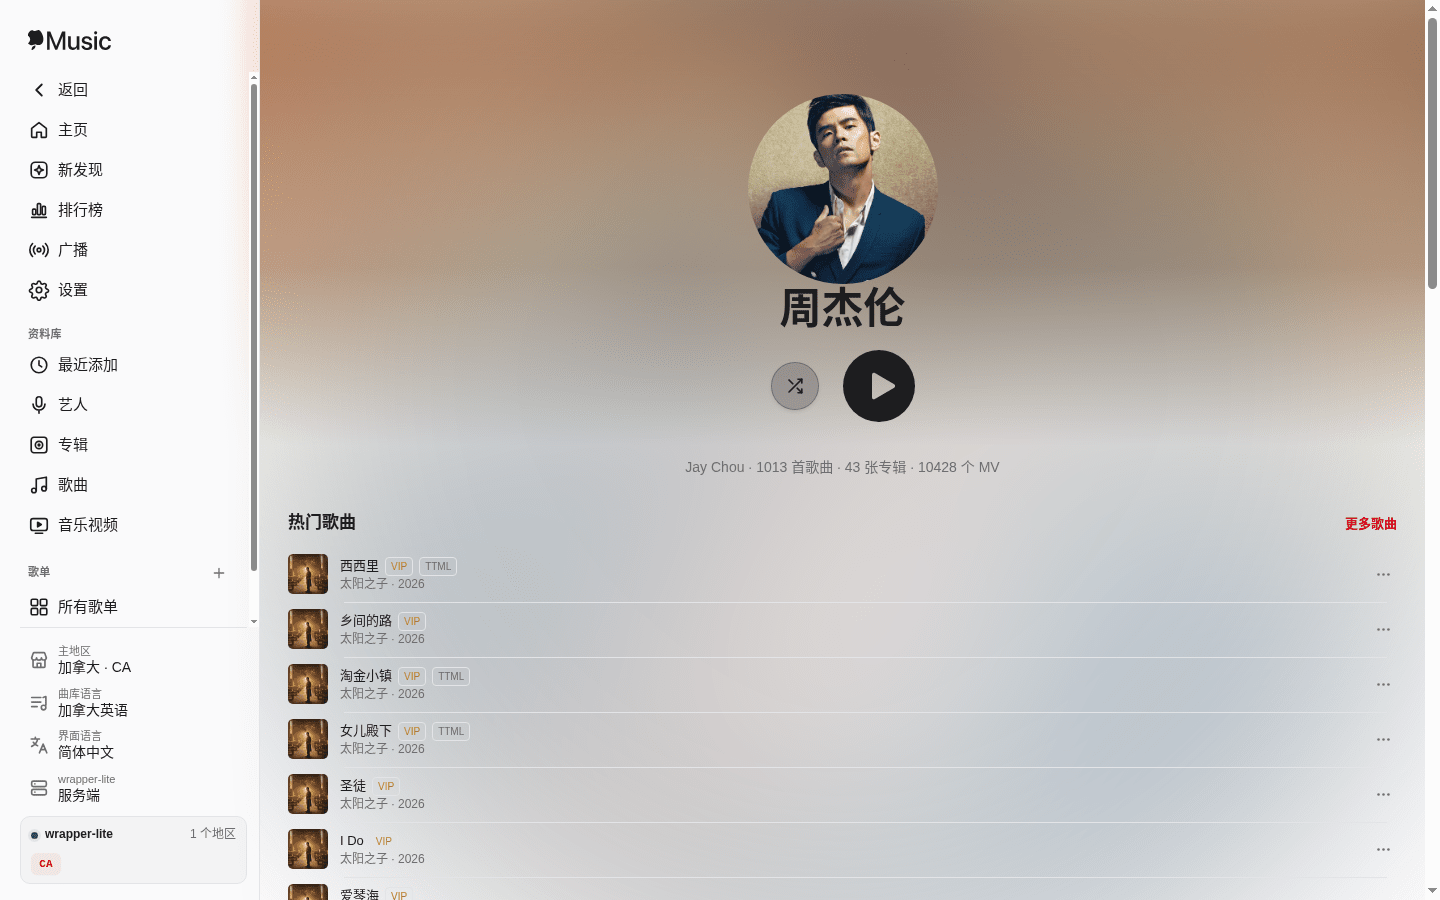 Music
返回
主页
新发现
排行榜
广播
设置
资料库
最近添加
艺人
专辑
歌曲
音乐视频
歌单
所有歌单
主地区
加拿大 · CA
曲库语言
加拿大英语
界面语言
简体中文
wrapper-lite
服务端
wrapper-lite 1 个地区
CA
周杰伦
Jay Chou · 1013 首歌曲 · 43 张专辑 · 10428 个 MV
热门歌曲 更多歌曲
西西里 VIP TTML
太阳之子 · 2026
乡间的路 VIP
太阳之子 · 2026
淘金小镇 VIP TTML
太阳之子 · 2026
女儿殿下 VIP TTML
太阳之子 · 2026
圣徒 VIP
太阳之子 · 2026
I Do VIP
太阳之子 · 2026
爱琴海 VIP